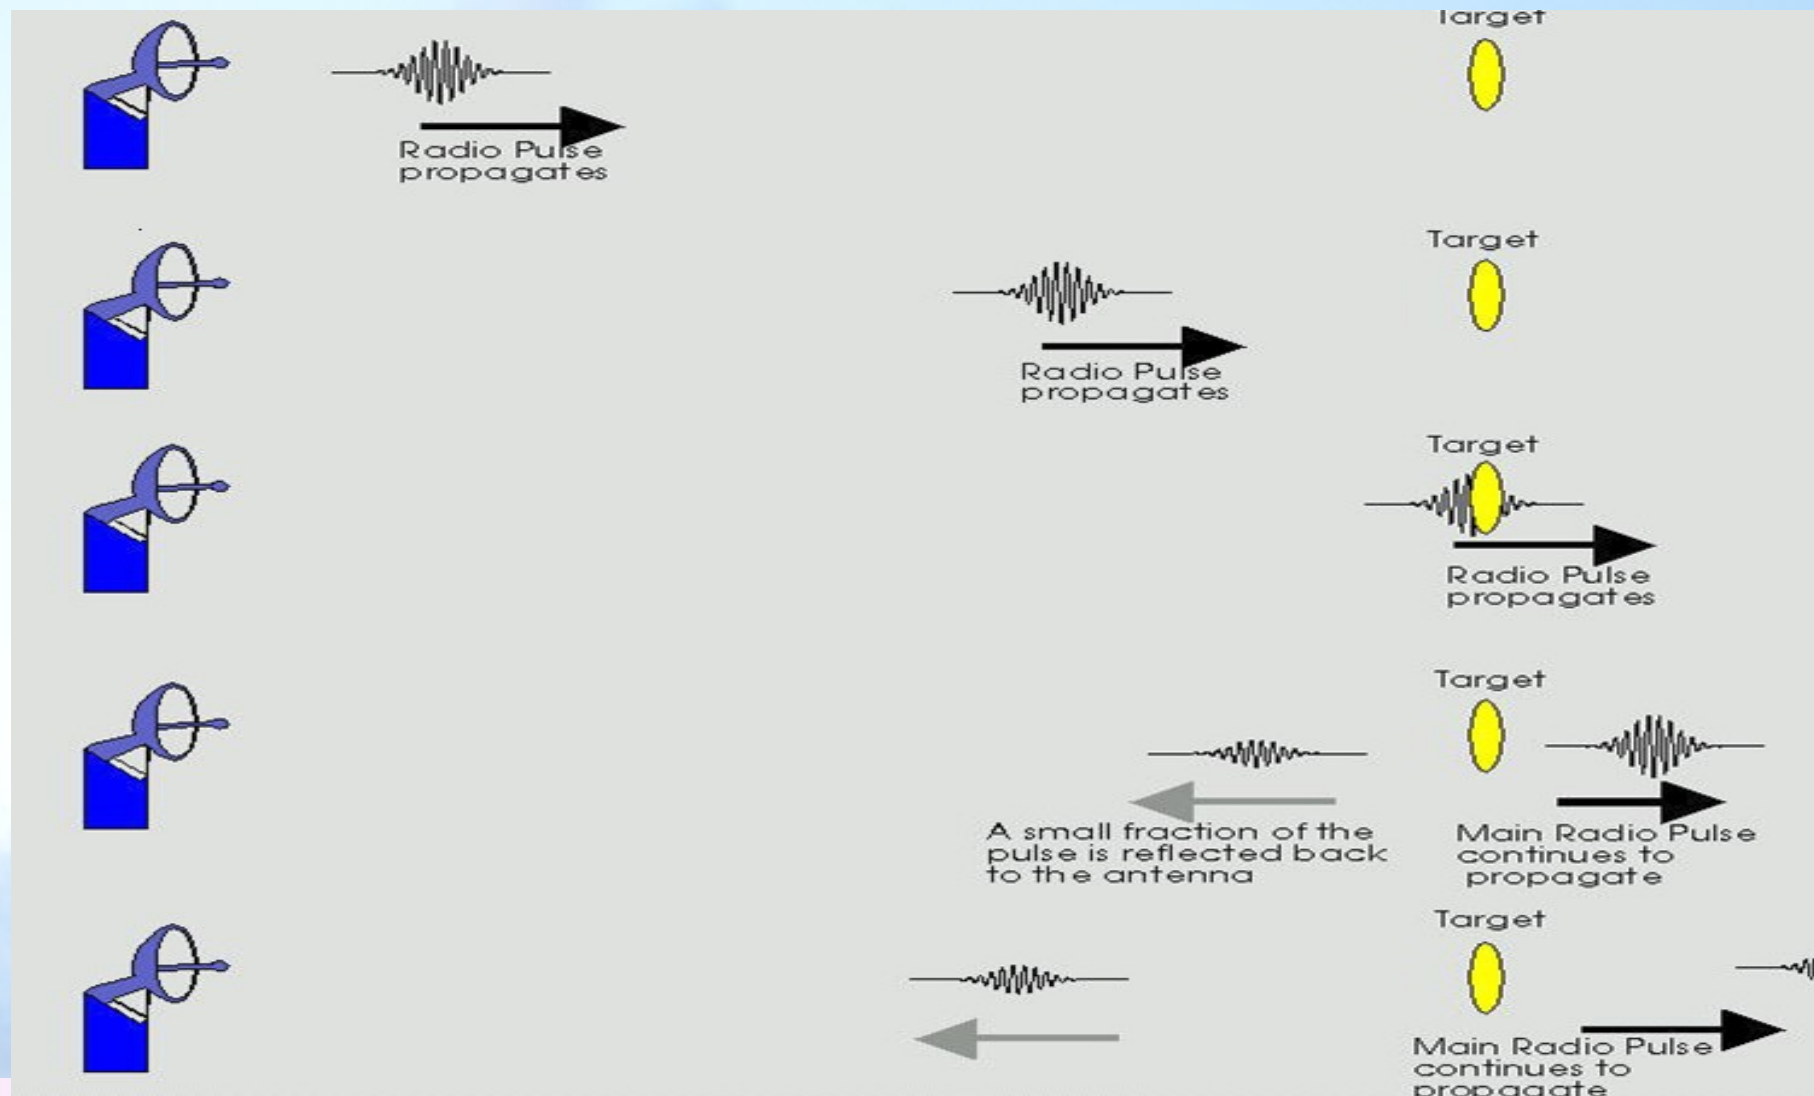 Target
Radio Pulse
propagates
Target
Radio Pulse
propagates
Target
Radio Pulse
propagates
Target
A small fraction of the
pulse is reflected back
to the antenna
Main Radio Pulse
continues to
propagate
Target
Main Radio Pulse
continues to
propagate